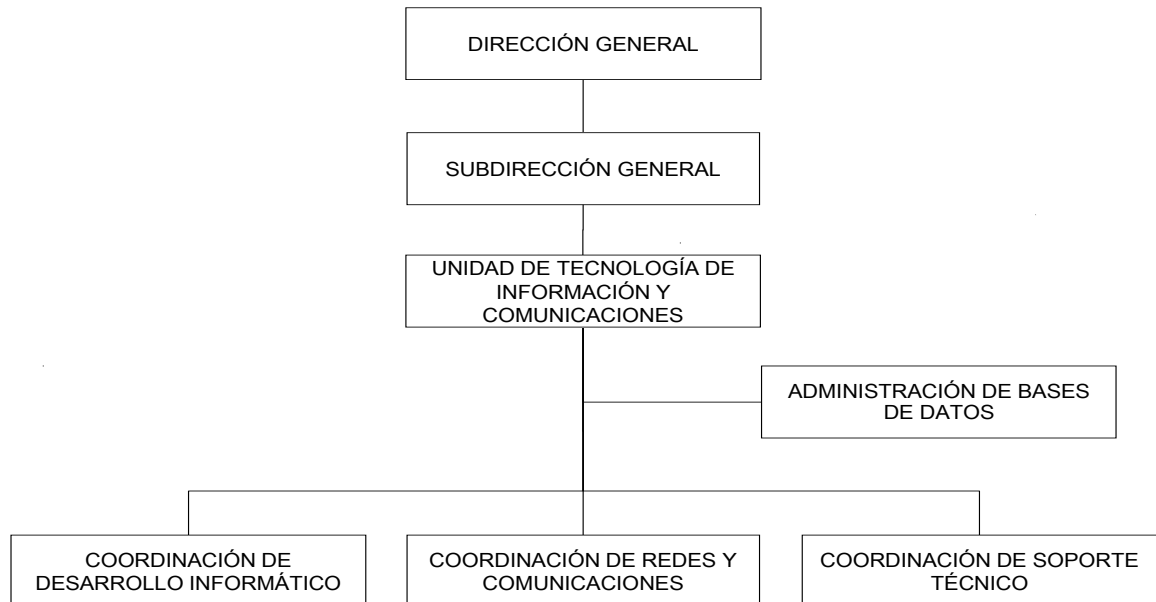 DIRECCIÓN GENERAL
SUBDIRECCIÓN GENERAL
UNIDAD DE TECNOLOGÍA DE
INFORMACIÓN Y
COMUNICACIONES
ADMINISTRACIÓN DE BASES
DE DATOS
COORDINACIÓN DE
DESARROLLO INFORMÁTICO
COORDINACIÓN DE REDES Y
COMUNICACIONES
COORDINACIÓN DE SOPORTE
TÉCNICO